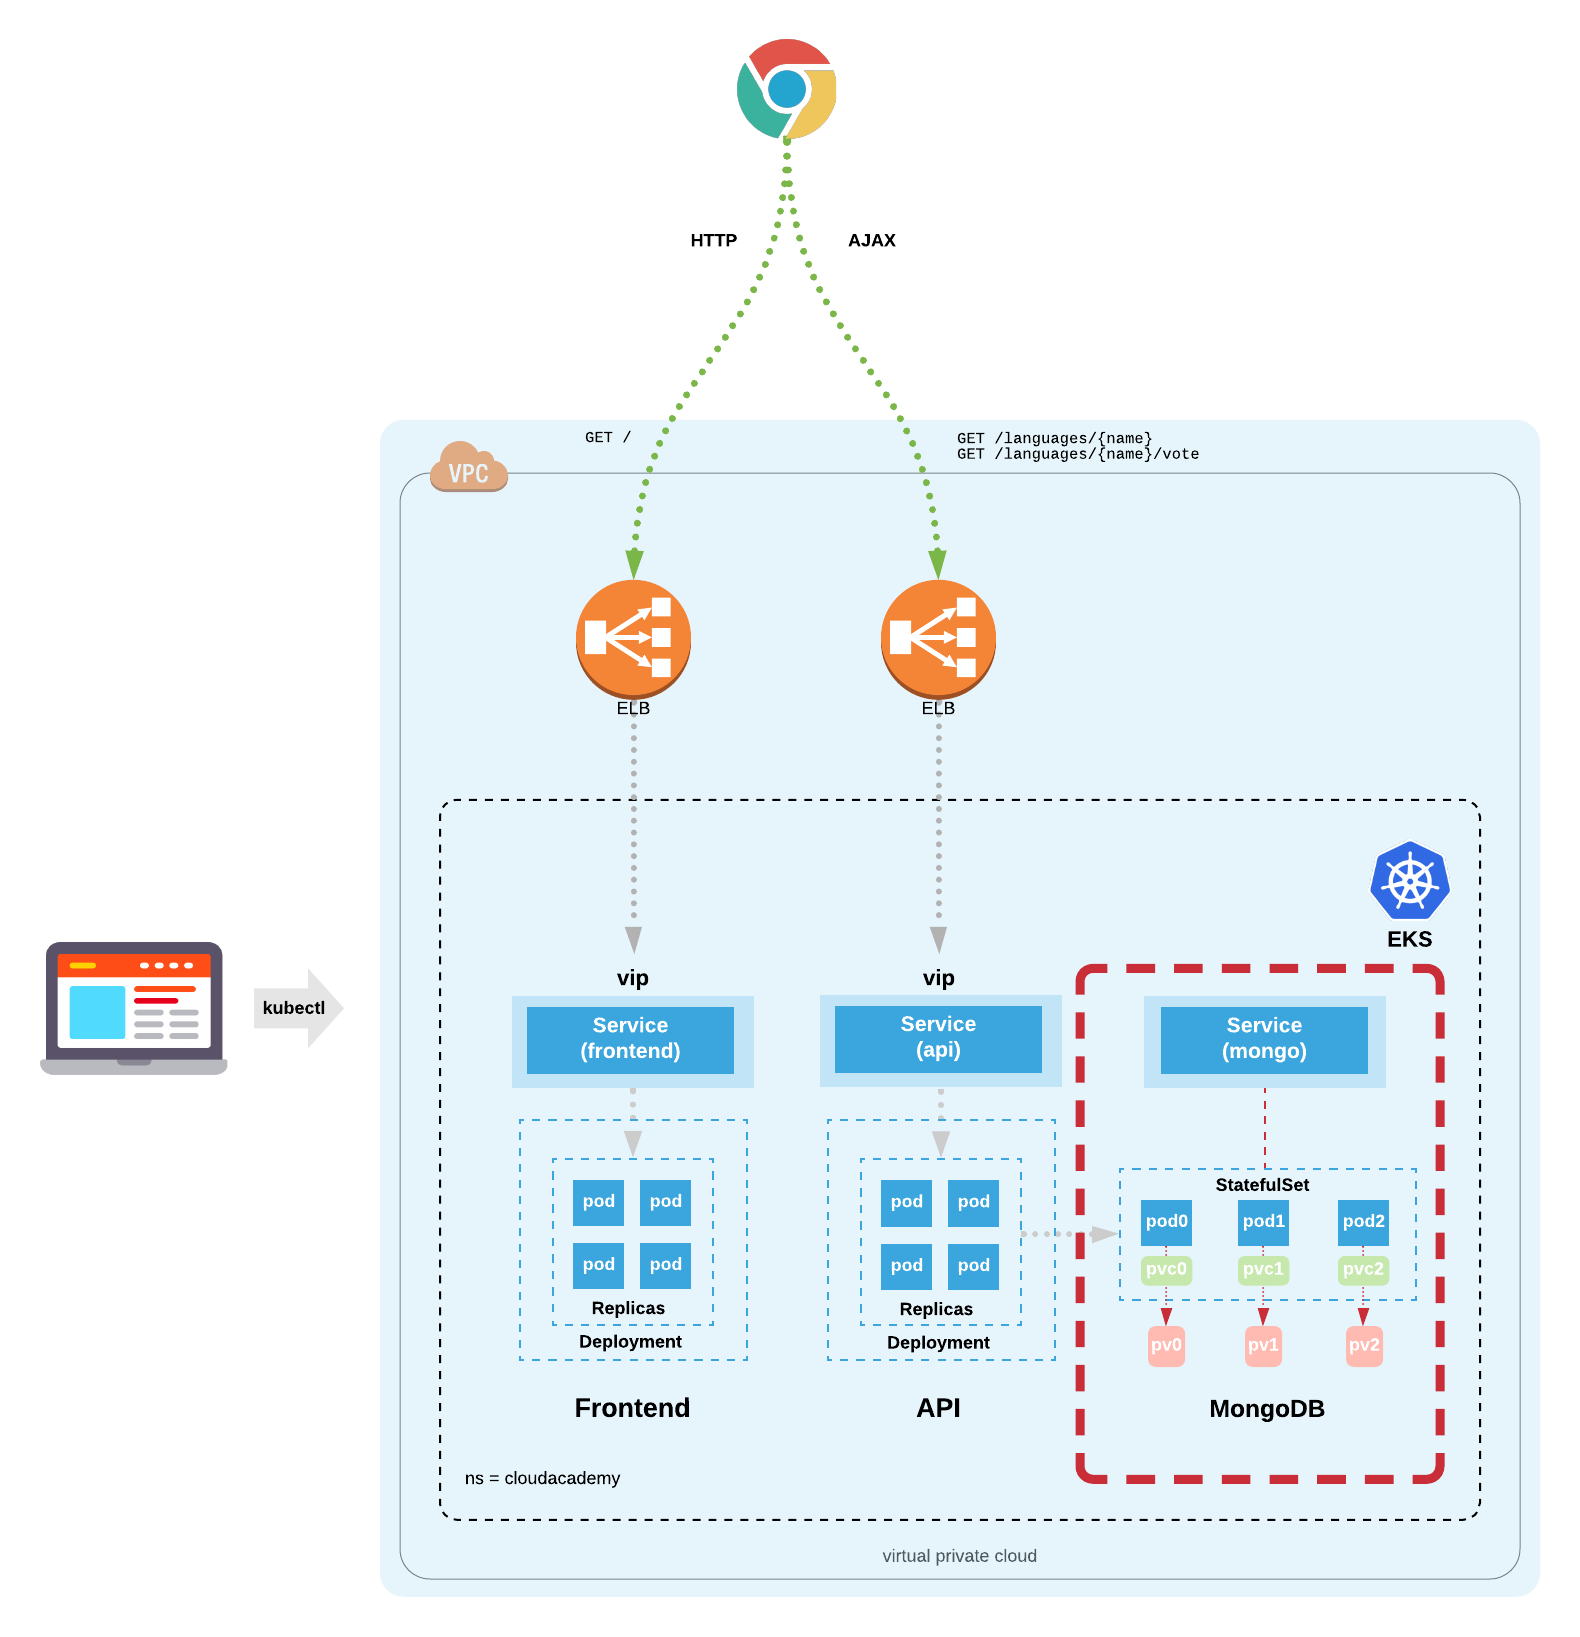 HTTP
AJAX
GET /
GET /languages/{name}
GET /languages/{name}/vote
VPC
ELB
ELB
EKS
kubectl
vip
vip
Service
(frontend)
Service
(api)
Service
(mongo)
StatefulSet
pod
pod
pod
pod
Replicas
Deployment
pod
pod
pod
pod
Replicas
Deployment
pod0
pod1
pod2
pvc0
pvc1
pvc2
pv0
pv1
pv2
Frontend
API
MongoDB
ns = cloudacademy
virtual private cloud